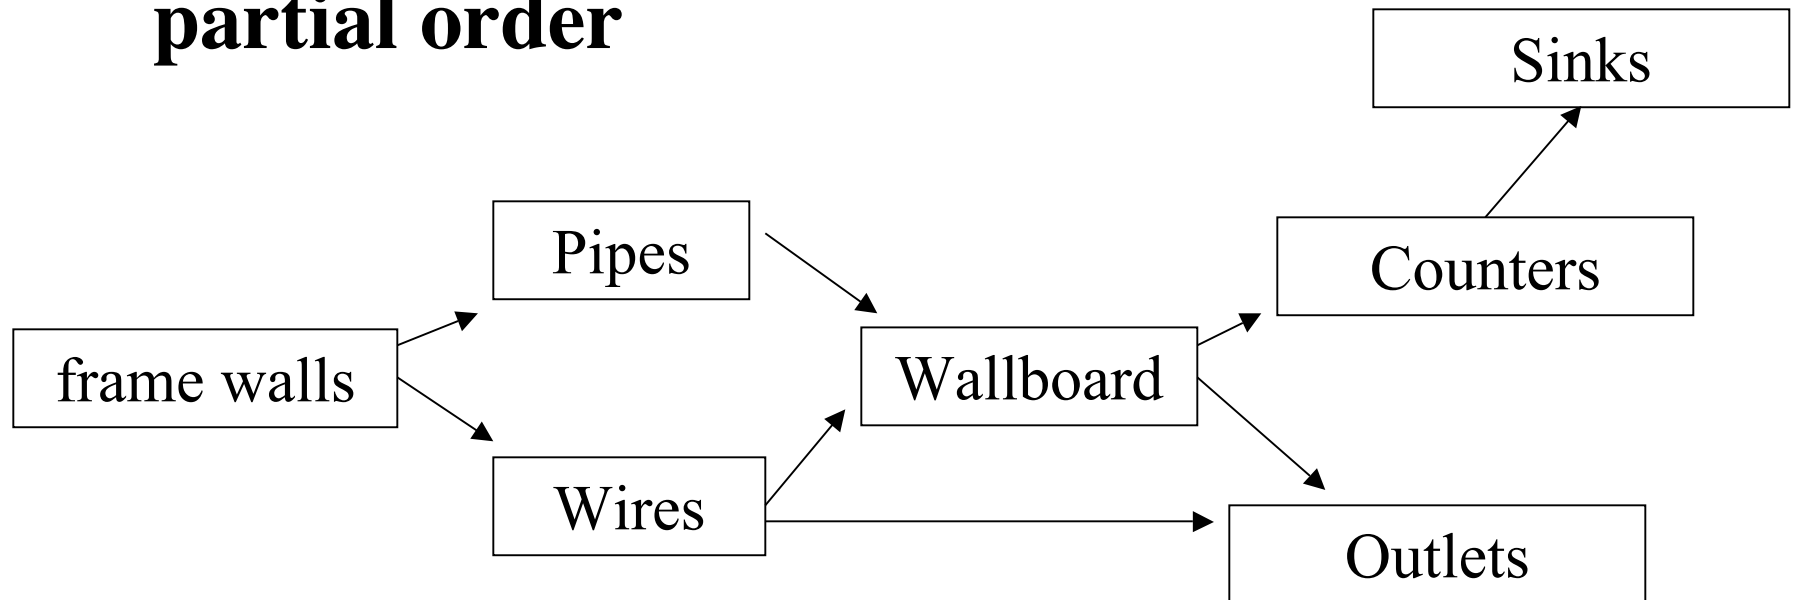 partial order
Sinks
Pipes
Counters
frame walls
Wallboard
Wires
Outlets